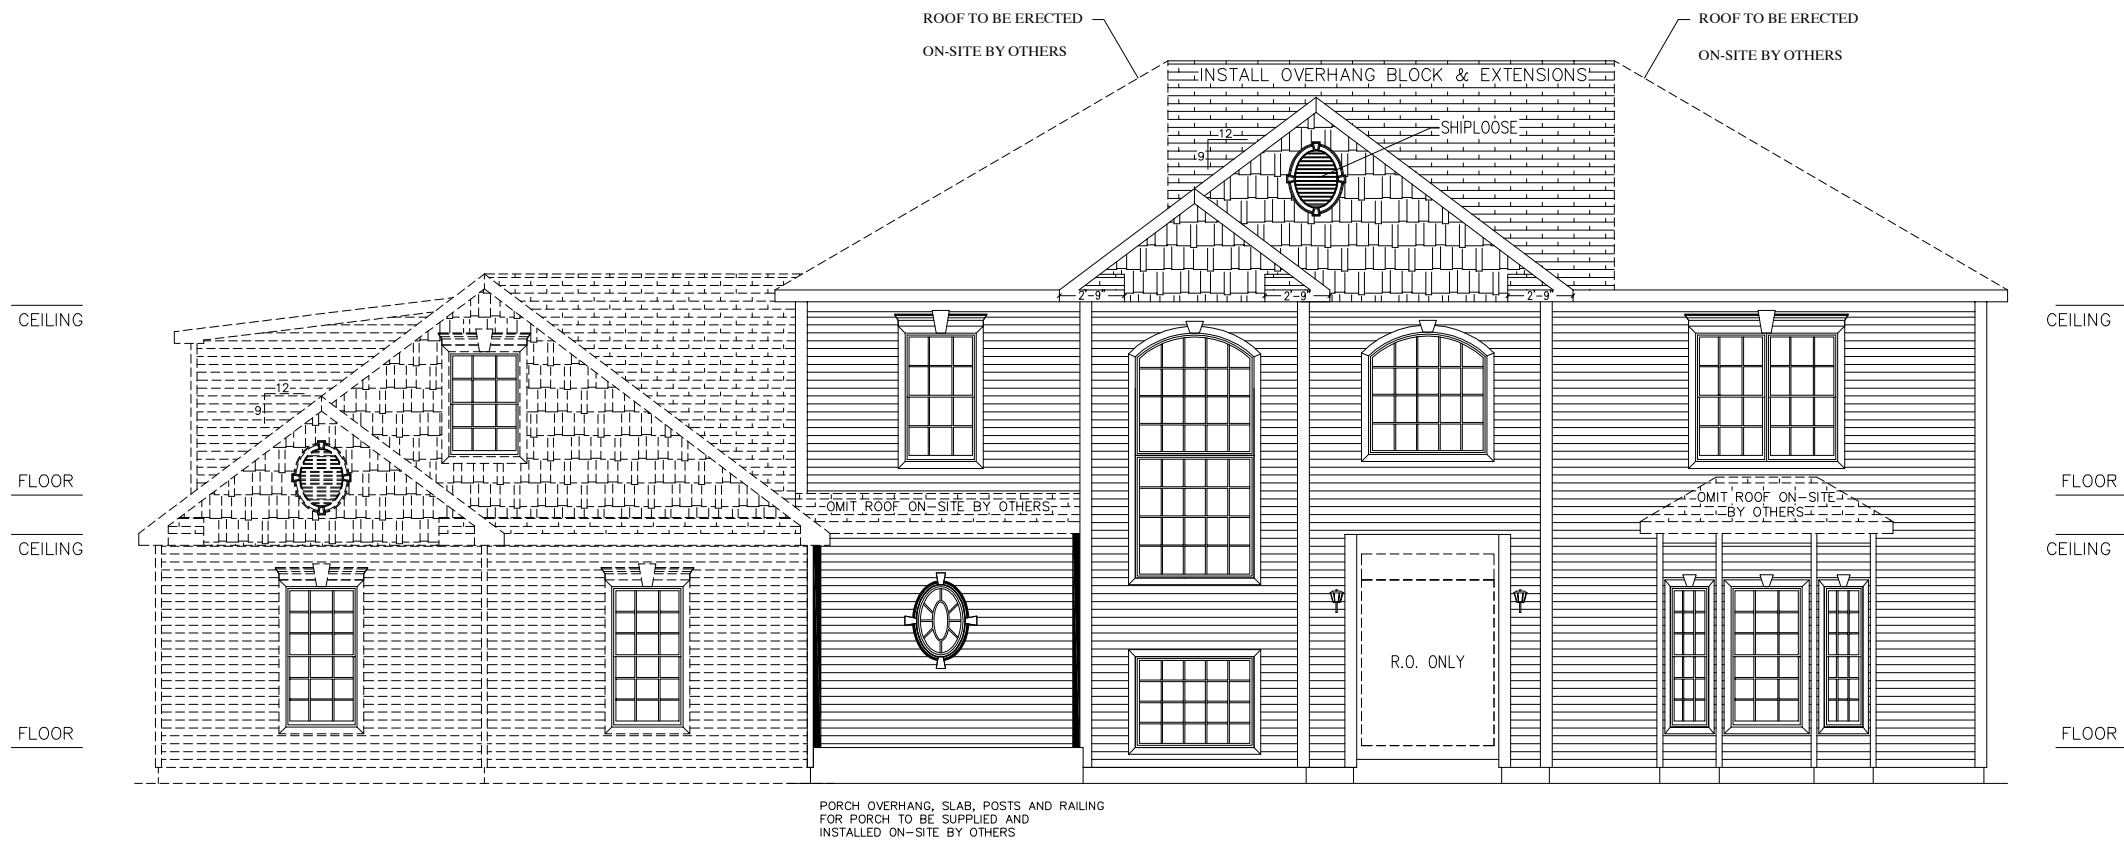 ROOF TO BE ERECTED
ON-SITE BY OTHERS
ROOF TO BE ERECTED
ON-SITE BY OTHERS
INSTALL OVERHANG BLOCK & EXTENSIONS
SHIPLOOSE
12
9
2'-9"
2'-9"
2'-9"
CEILING
CEILING
12
9
FLOOR
FLOOR
OMIT ROOF ON-SITE BY OTHERS
OMIT ROOF ON-SITE
BY OTHERS
CEILING
CEILING
R.O. ONLY
FLOOR
FLOOR
PORCH OVERHANG, SLAB, POSTS AND RAILING
FOR PORCH TO BE SUPPLIED AND
INSTALLED ON-SITE BY OTHERS